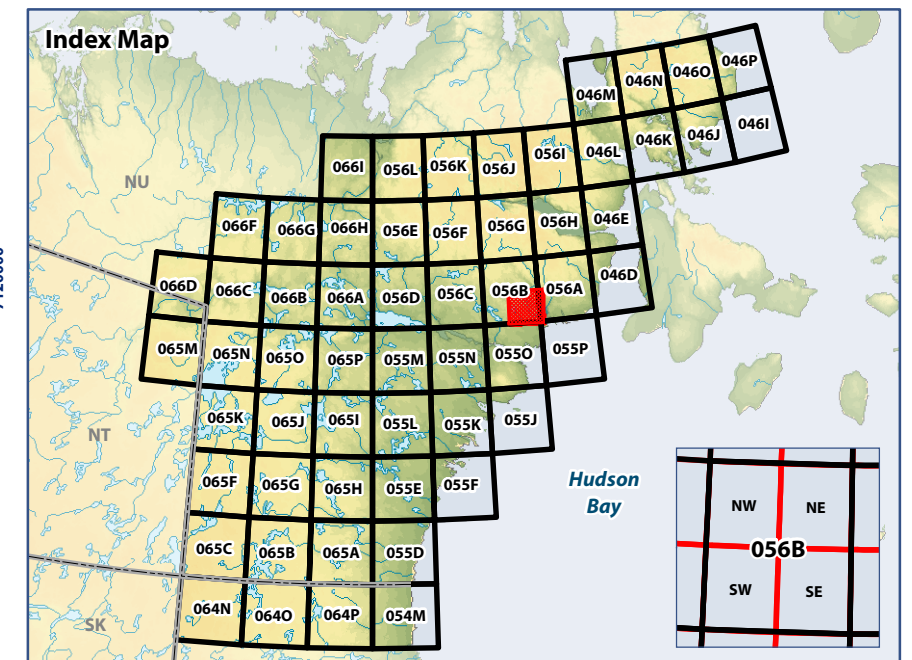 Index Map
046M 046N 046O 046P
066I 056L 056K 056J 056I 046L 046K 046J 046I
NU
066F 066G 066H 056E 056F 056G 056H 046E
066D 066C 066B 066A 056D 056C 056B 056A 046D
065M 065N 065O 065P 055M 055N 055O 055P
065K 065J 065I 055L 055K 055J
NT
065F 065G 065H 055E 055F
Hudson
Bay
065C 065B 065A 055D
064N 064O 064P 054M
SK
NW NE
056B
SW SE